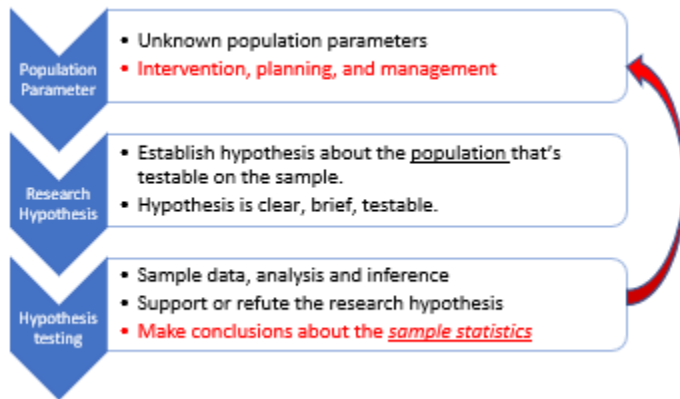 Population
Parameter
• Unknown population parameters
• Intervention, planning, and management
Research
Hypothesis
• Establish hypothesis about the population that's
testable on the sample.
• Hypothesis is clear, brief, testable.
Hypothesis
testing
• Sample data, analysis and inference
• Support or refute the research hypothesis
• Make conclusions about the sample statistics